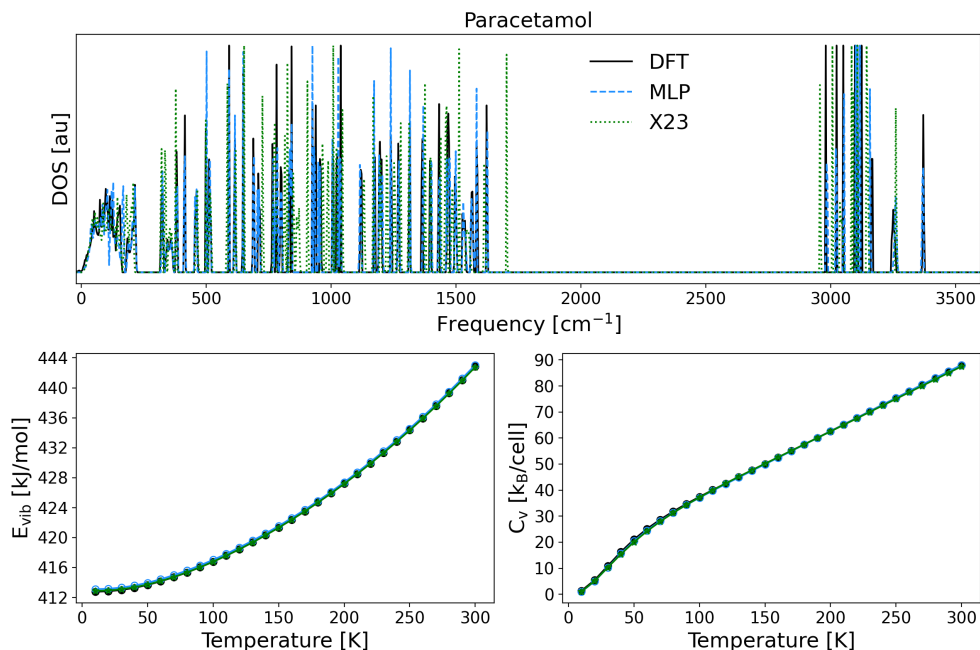 Paracetamol
DOS [au]
DFT
MLP
X23
0 500 1000 1500 2000 2500 3000 3500
Frequency [cm⁻¹]
E_vib [kJ/mol]
444
440
436
432
428
424
420
416
412
0 50 100 150 200 250 300
Temperature [K]
C_v [k_B/cell]
90
80
70
60
50
40
30
20
10
0
0 50 100 150 200 250 300
Temperature [K]